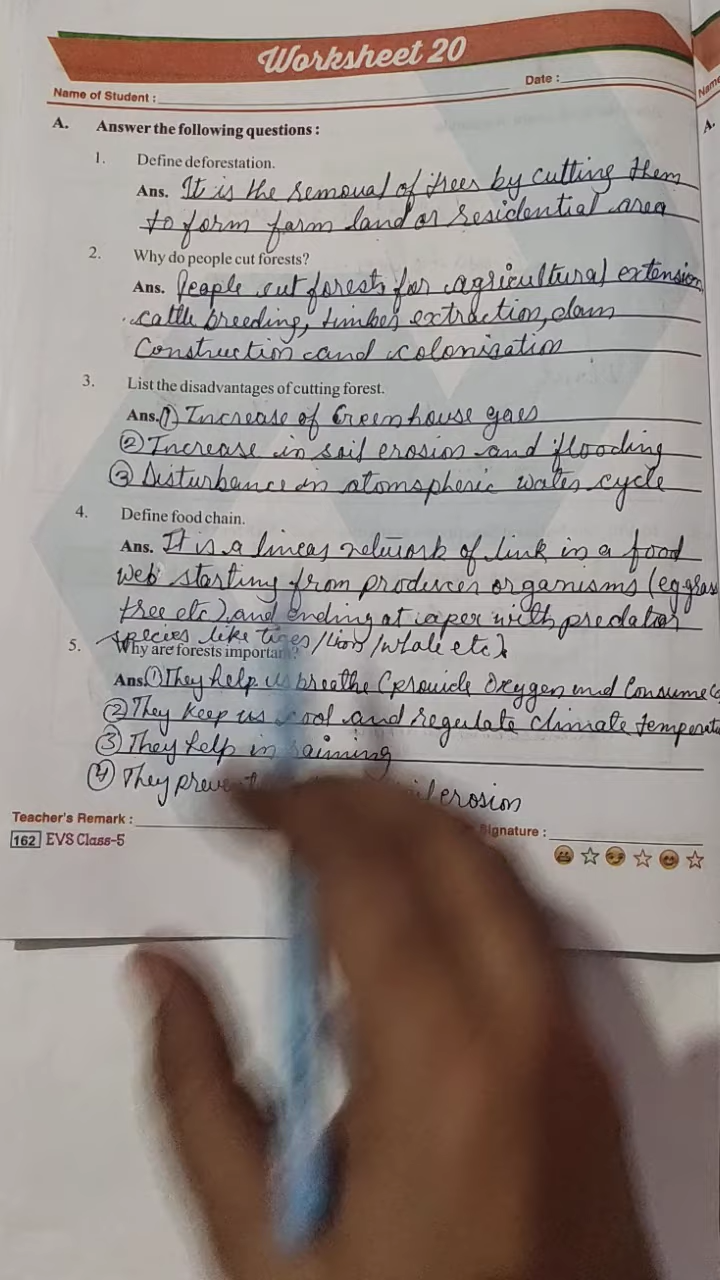 Worksheet 20
Name of Student :
Date :
Name
A. Answer the following questions :
A.
1. Define deforestation.
Ans. It is the removal of trees by cutting them
to form farm land or residential area
2. Why do people cut forests?
Ans. People cut forests for agricultural extension,
cattle breeding, timber extraction, dam
Construction and colonisation
3. List the disadvantages of cutting forest.
Ans. ① Increase of Greenhouse gaes
② Increase in soil erosion and flooding
③ Disturbance in atomspheric water cycle
4. Define food chain.
Ans. It is a linear network of link in a food
web starting from producer organisms (eg grass
tree etc) and ending at apex with predator
species like tiger/lion/whale etc)
5. Why are forests important?
Ans. ① They help us breathe (provide Oxygen and Consume
② They keep us cool and regulate climate
③ They help in raining
④ They prevent erosion
Teacher's Remark :
Signature :
162 EVS Class-5